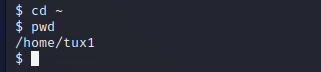 $ cd ~
$ pwd
/home/tux1
$